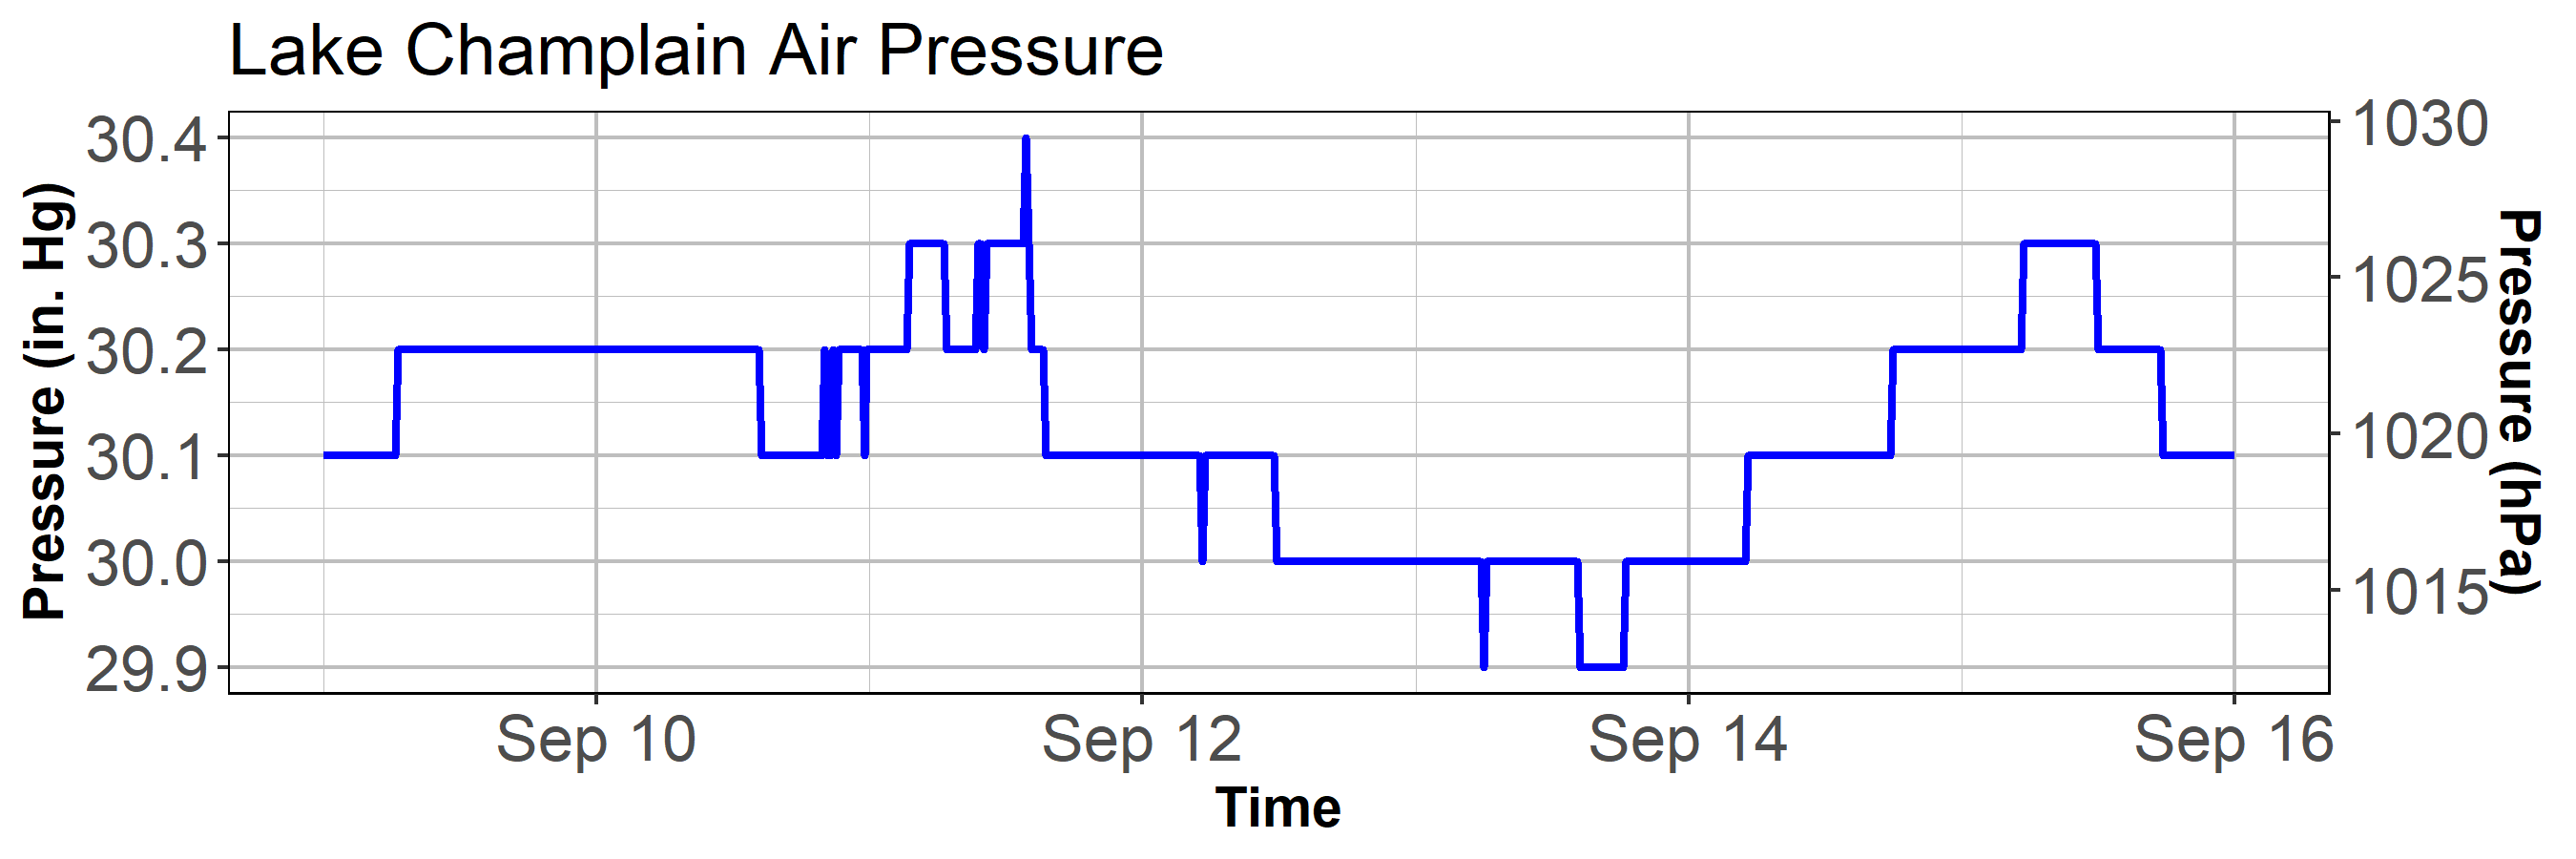 Lake Champlain Air Pressure
Pressure (in. Hg)
30.4
30.3
30.2
30.1
30.0
29.9
1030
1025
1020
1015
Pressure (hPa)
Sep 10 Sep 12 Sep 14 Sep 16
Time